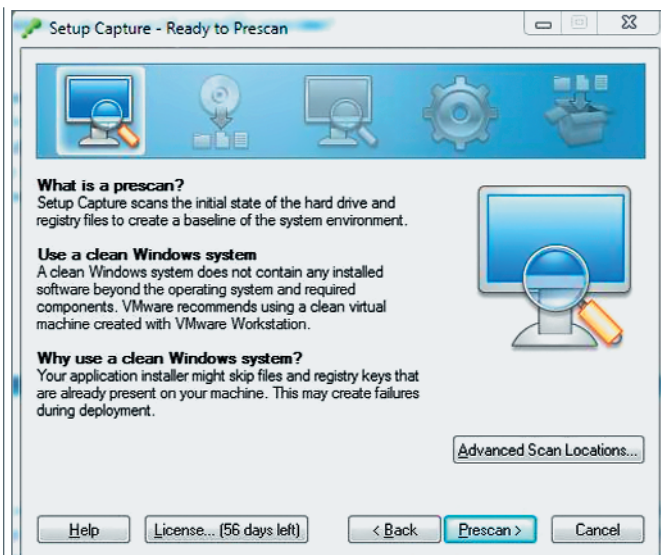 Setup Capture - Ready to Prescan
What is a prescan?
Setup Capture scans the initial state of the hard drive and
registry files to create a baseline of the system environment.
Use a clean Windows system
A clean Windows system does not contain any installed
software beyond the operating system and required
components. VMware recommends using a clean virtual
machine created with VMware Workstation.
Why use a clean Windows system?
Your application installer might skip files and registry keys that
are already present on your machine. This may create failures
during deployment.
Advanced Scan Locations...
Help
License... (56 days left)
< Back
Prescan >
Cancel